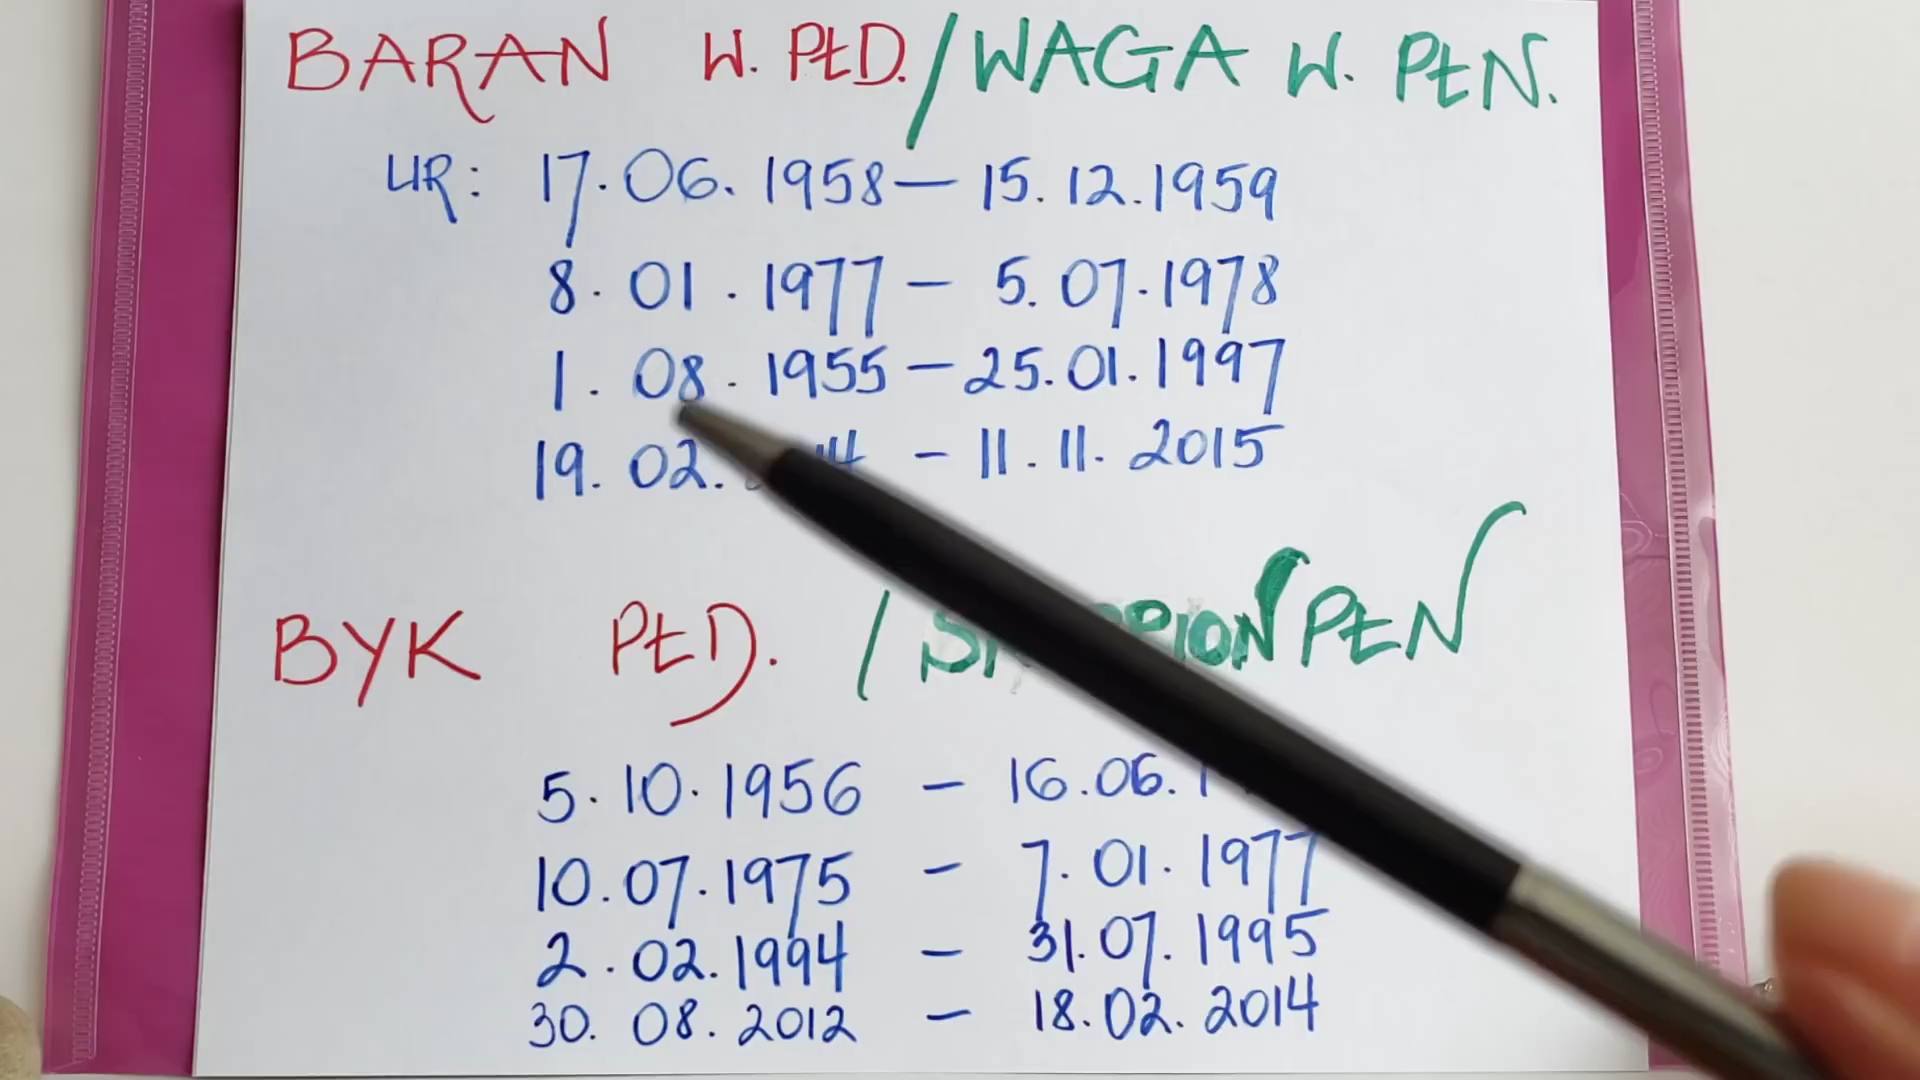 BARAN W. PŁD. / WAGA W. PŁN.
UR: 17.06.1958 – 15.12.1959
8.01.1977 – 5.07.1978
1.08.1955 – 25.01.1997
19.02. – 11.11.2015
BYK PŁD. / PŁN
5.10.1956 – 16.06.
10.07.1975 – 7.01.1977
2.02.1994 – 31.07.1995
30.08.2012 – 18.02.2014